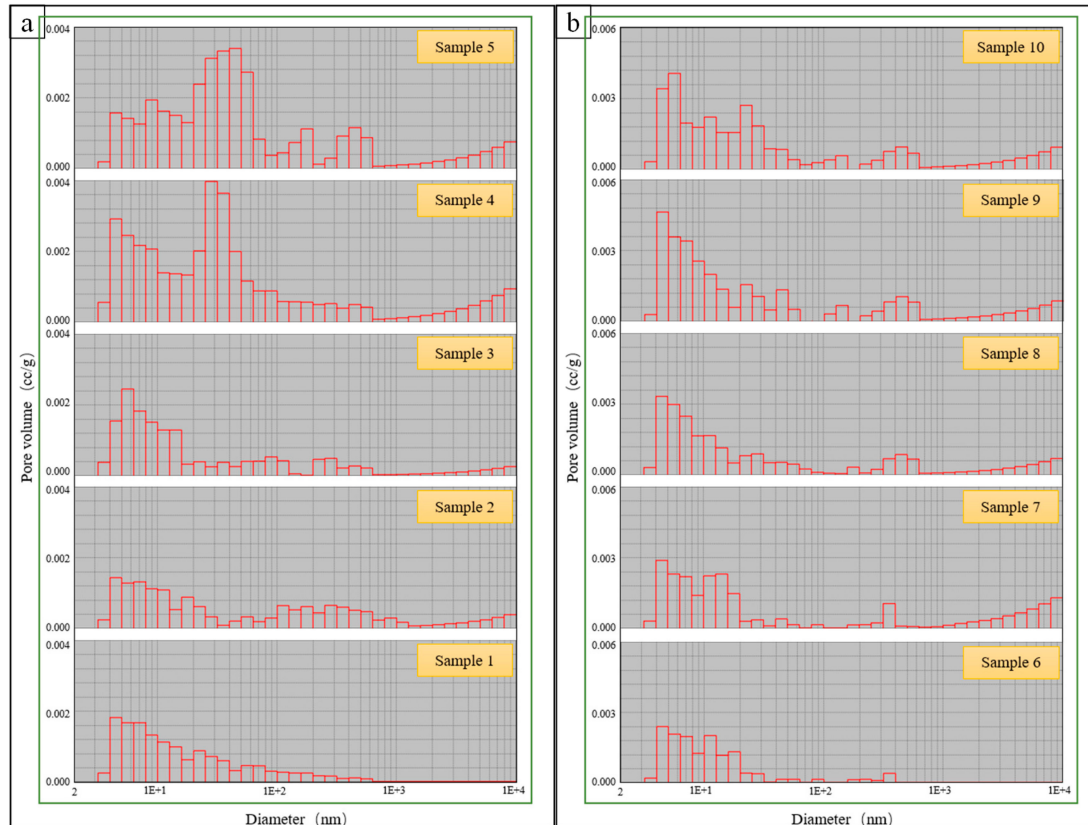 a
Pore volume (cc/g)
0.004
0.002
0.000
Sample 5
0.004
0.002
0.000
Sample 4
0.004
0.002
0.000
Sample 3
0.004
0.002
0.000
Sample 2
0.004
0.002
0.000
Sample 1
2 1E+1 1E+2 1E+3 1E+4
Diameter (nm)
b
Pore volume (cc/g)
0.006
0.003
0.000
Sample 10
0.006
0.003
0.000
Sample 9
0.006
0.003
0.000
Sample 8
0.006
0.003
0.000
Sample 7
0.006
0.003
0.000
Sample 6
2 1E+1 1E+2 1E+3 1E+4
Diameter (nm)